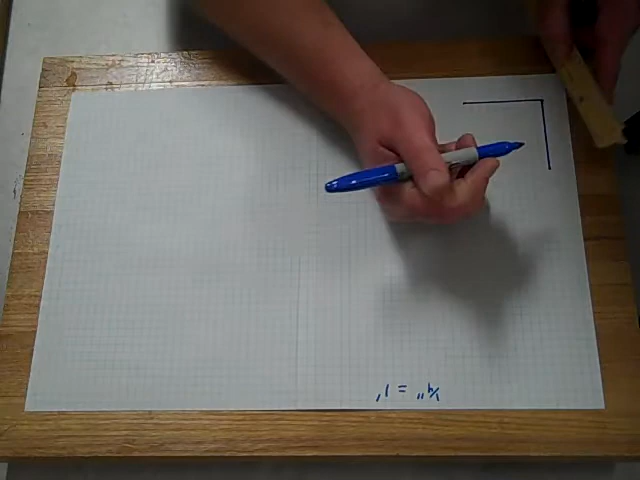 1/4" = 1'